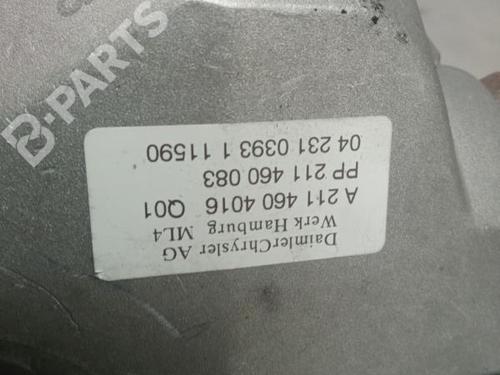 DaimlerChrysler AG
Werk Hamburg ML4
A 211 460 4016 Q01
PP 211 460 083
04 231 0393 1 11590
B-PARTS